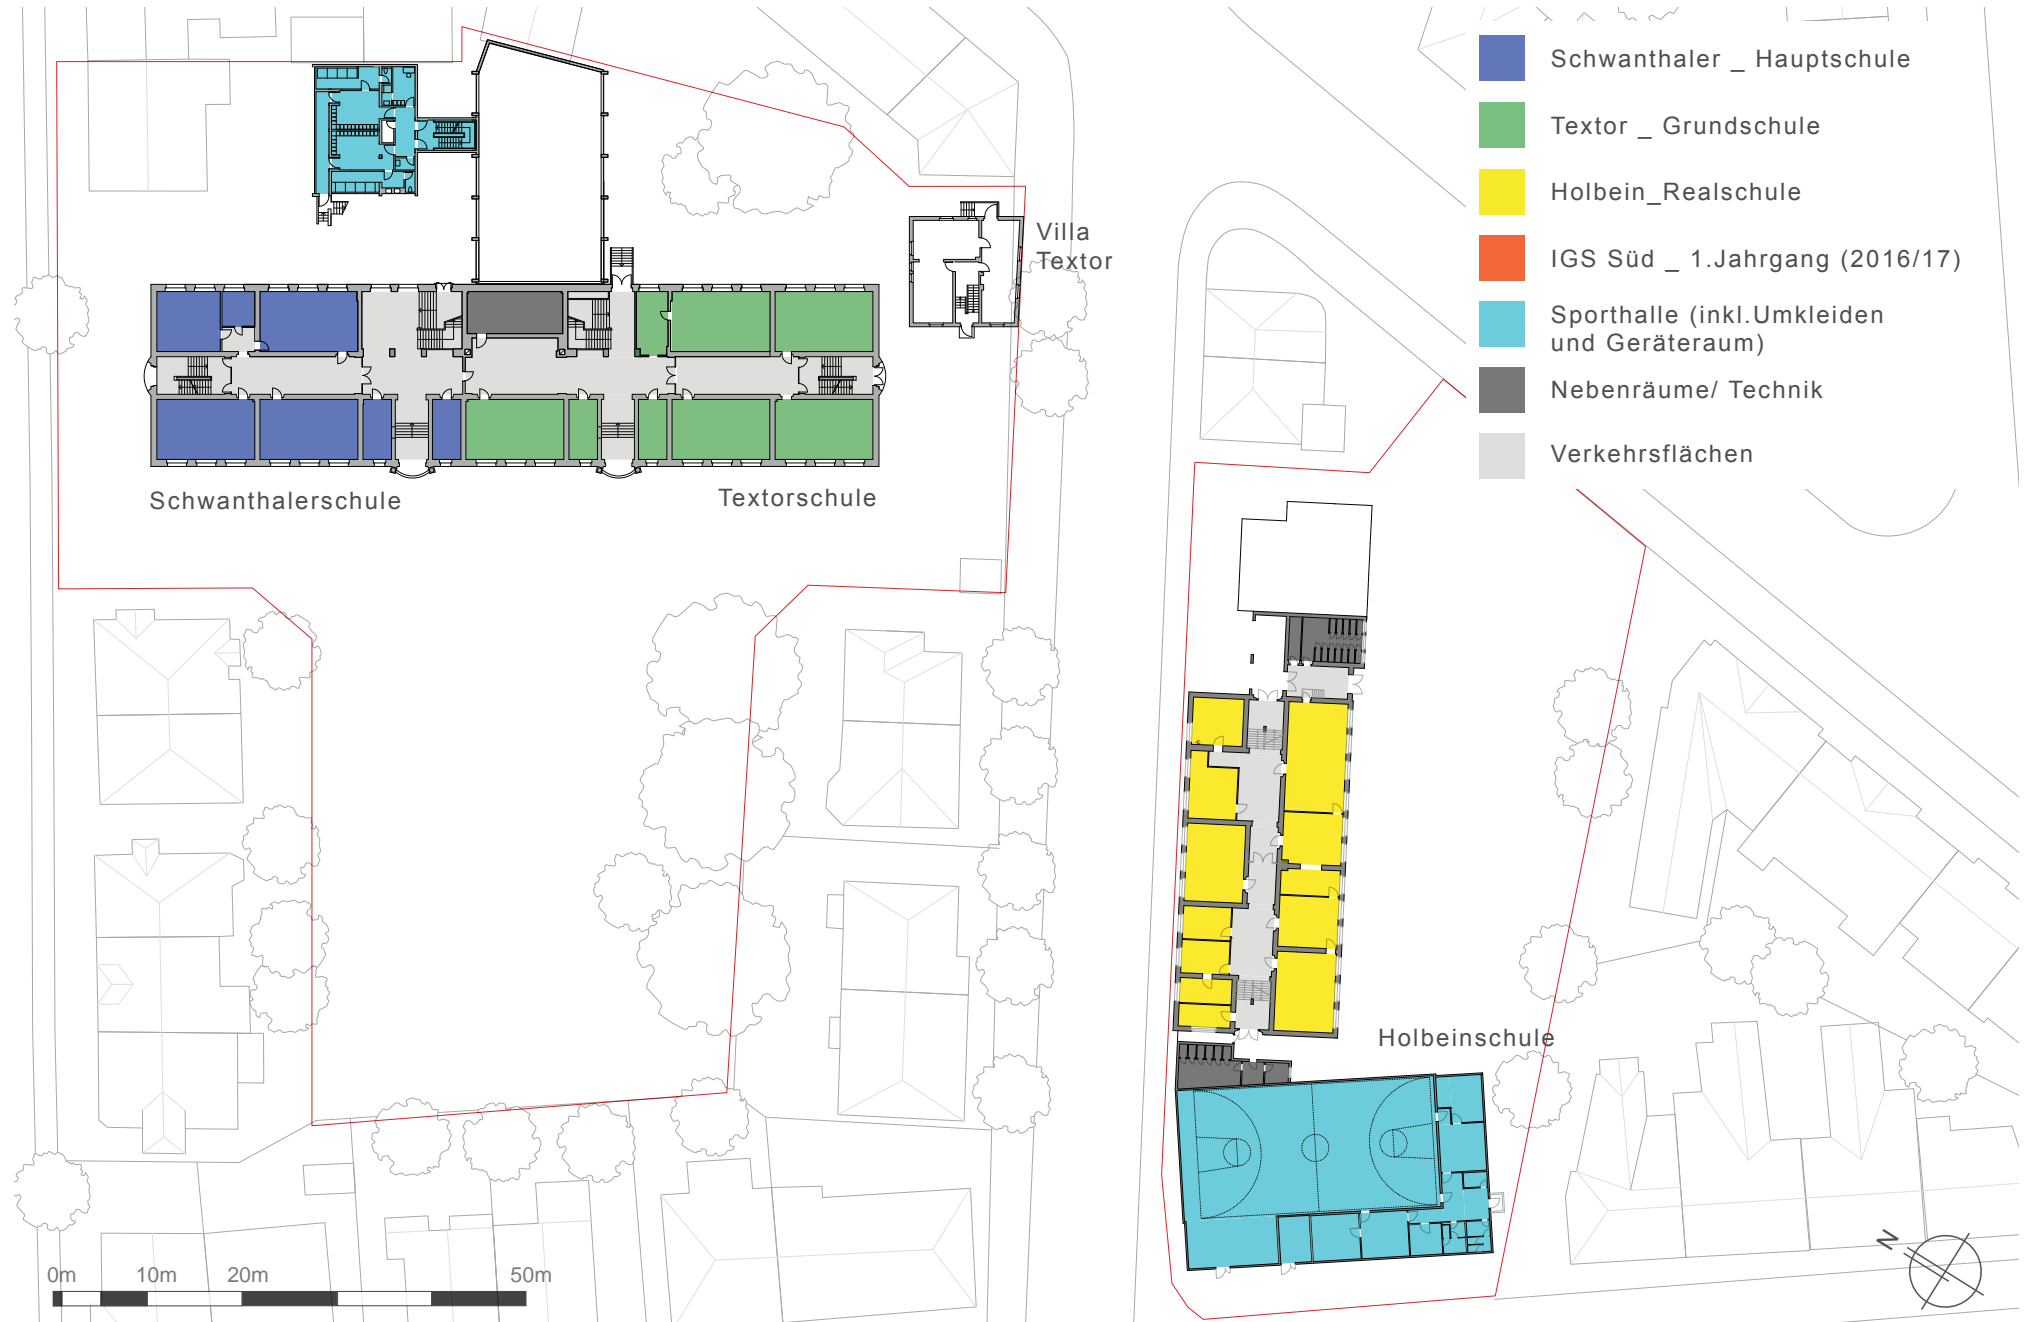 Schwanthaler _ Hauptschule
Textor _ Grundschule
Holbein_Realschule
IGS Süd _ 1.Jahrgang (2016/17)
Sporthalle (inkl.Umkleiden
und Geräteraum)
Nebenräume/ Technik
Verkehrsflächen
Villa
Textor
Schwanthalerschule
Textorschule
Holbeinschule
0m 10m 20m 50m
N